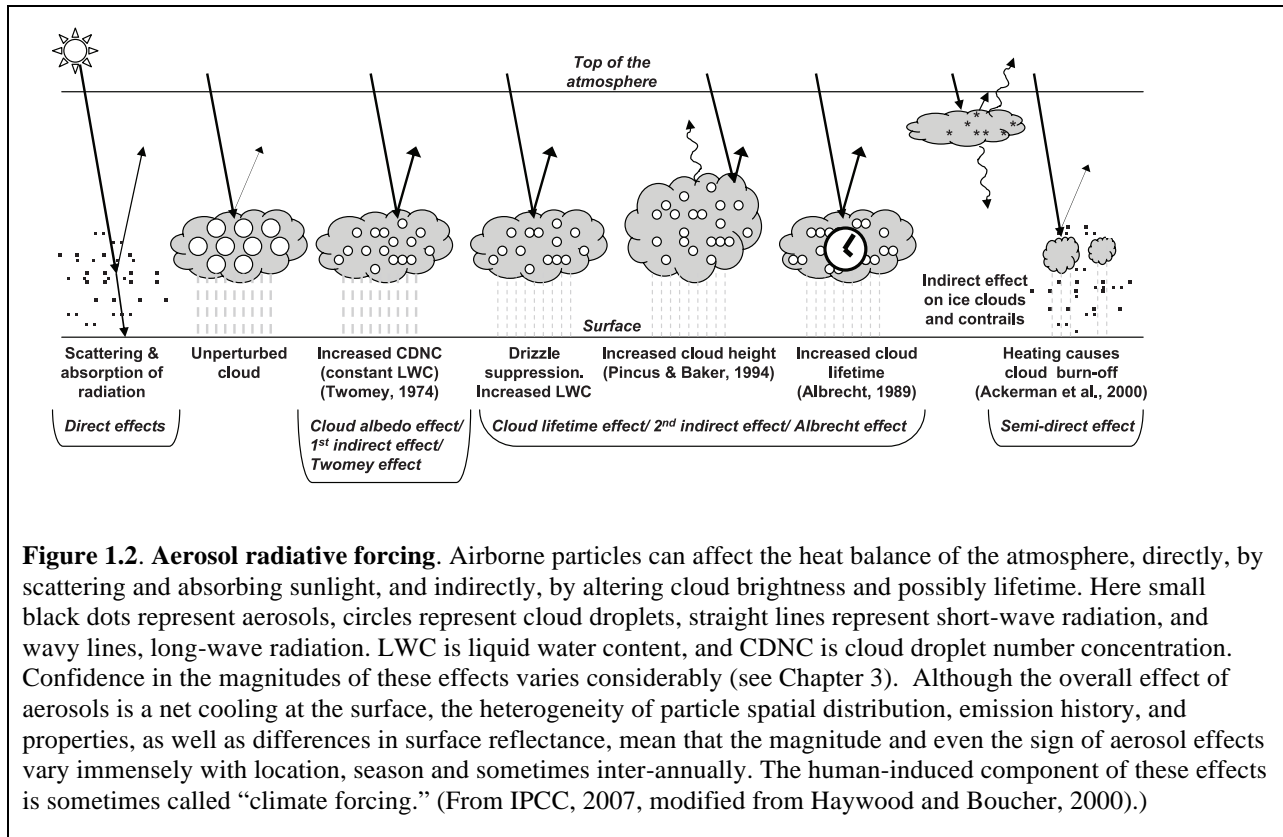 Top of the
atmosphere
Surface
Scattering &
absorption of
radiation
Direct effects
Unperturbed
cloud
Increased CDNC
(constant LWC)
(Twomey, 1974)
Cloud albedo effect/
1st indirect effect/
Twomey effect
Drizzle
suppression.
Increased LWC
Increased cloud height
(Pincus & Baker, 1994)
Increased cloud
lifetime
(Albrecht, 1989)
Cloud lifetime effect/ 2nd indirect effect/ Albrecht effect
Indirect effect
on ice clouds
and contrails
Heating causes
cloud burn-off
(Ackerman et al., 2000)
Semi-direct effect
Figure 1.2. Aerosol radiative forcing. Airborne particles can affect the heat balance of the atmosphere, directly, by
scattering and absorbing sunlight, and indirectly, by altering cloud brightness and possibly lifetime. Here small
black dots represent aerosols, circles represent cloud droplets, straight lines represent short-wave radiation, and
wavy lines, long-wave radiation. LWC is liquid water content, and CDNC is cloud droplet number concentration.
Confidence in the magnitudes of these effects varies considerably (see Chapter 3). Although the overall effect of
aerosols is a net cooling at the surface, the heterogeneity of particle spatial distribution, emission history, and
properties, as well as differences in surface reflectance, mean that the magnitude and even the sign of aerosol effects
vary immensely with location, season and sometimes inter-annually. The human-induced component of these effects
is sometimes called “climate forcing.” (From IPCC, 2007, modified from Haywood and Boucher, 2000).)